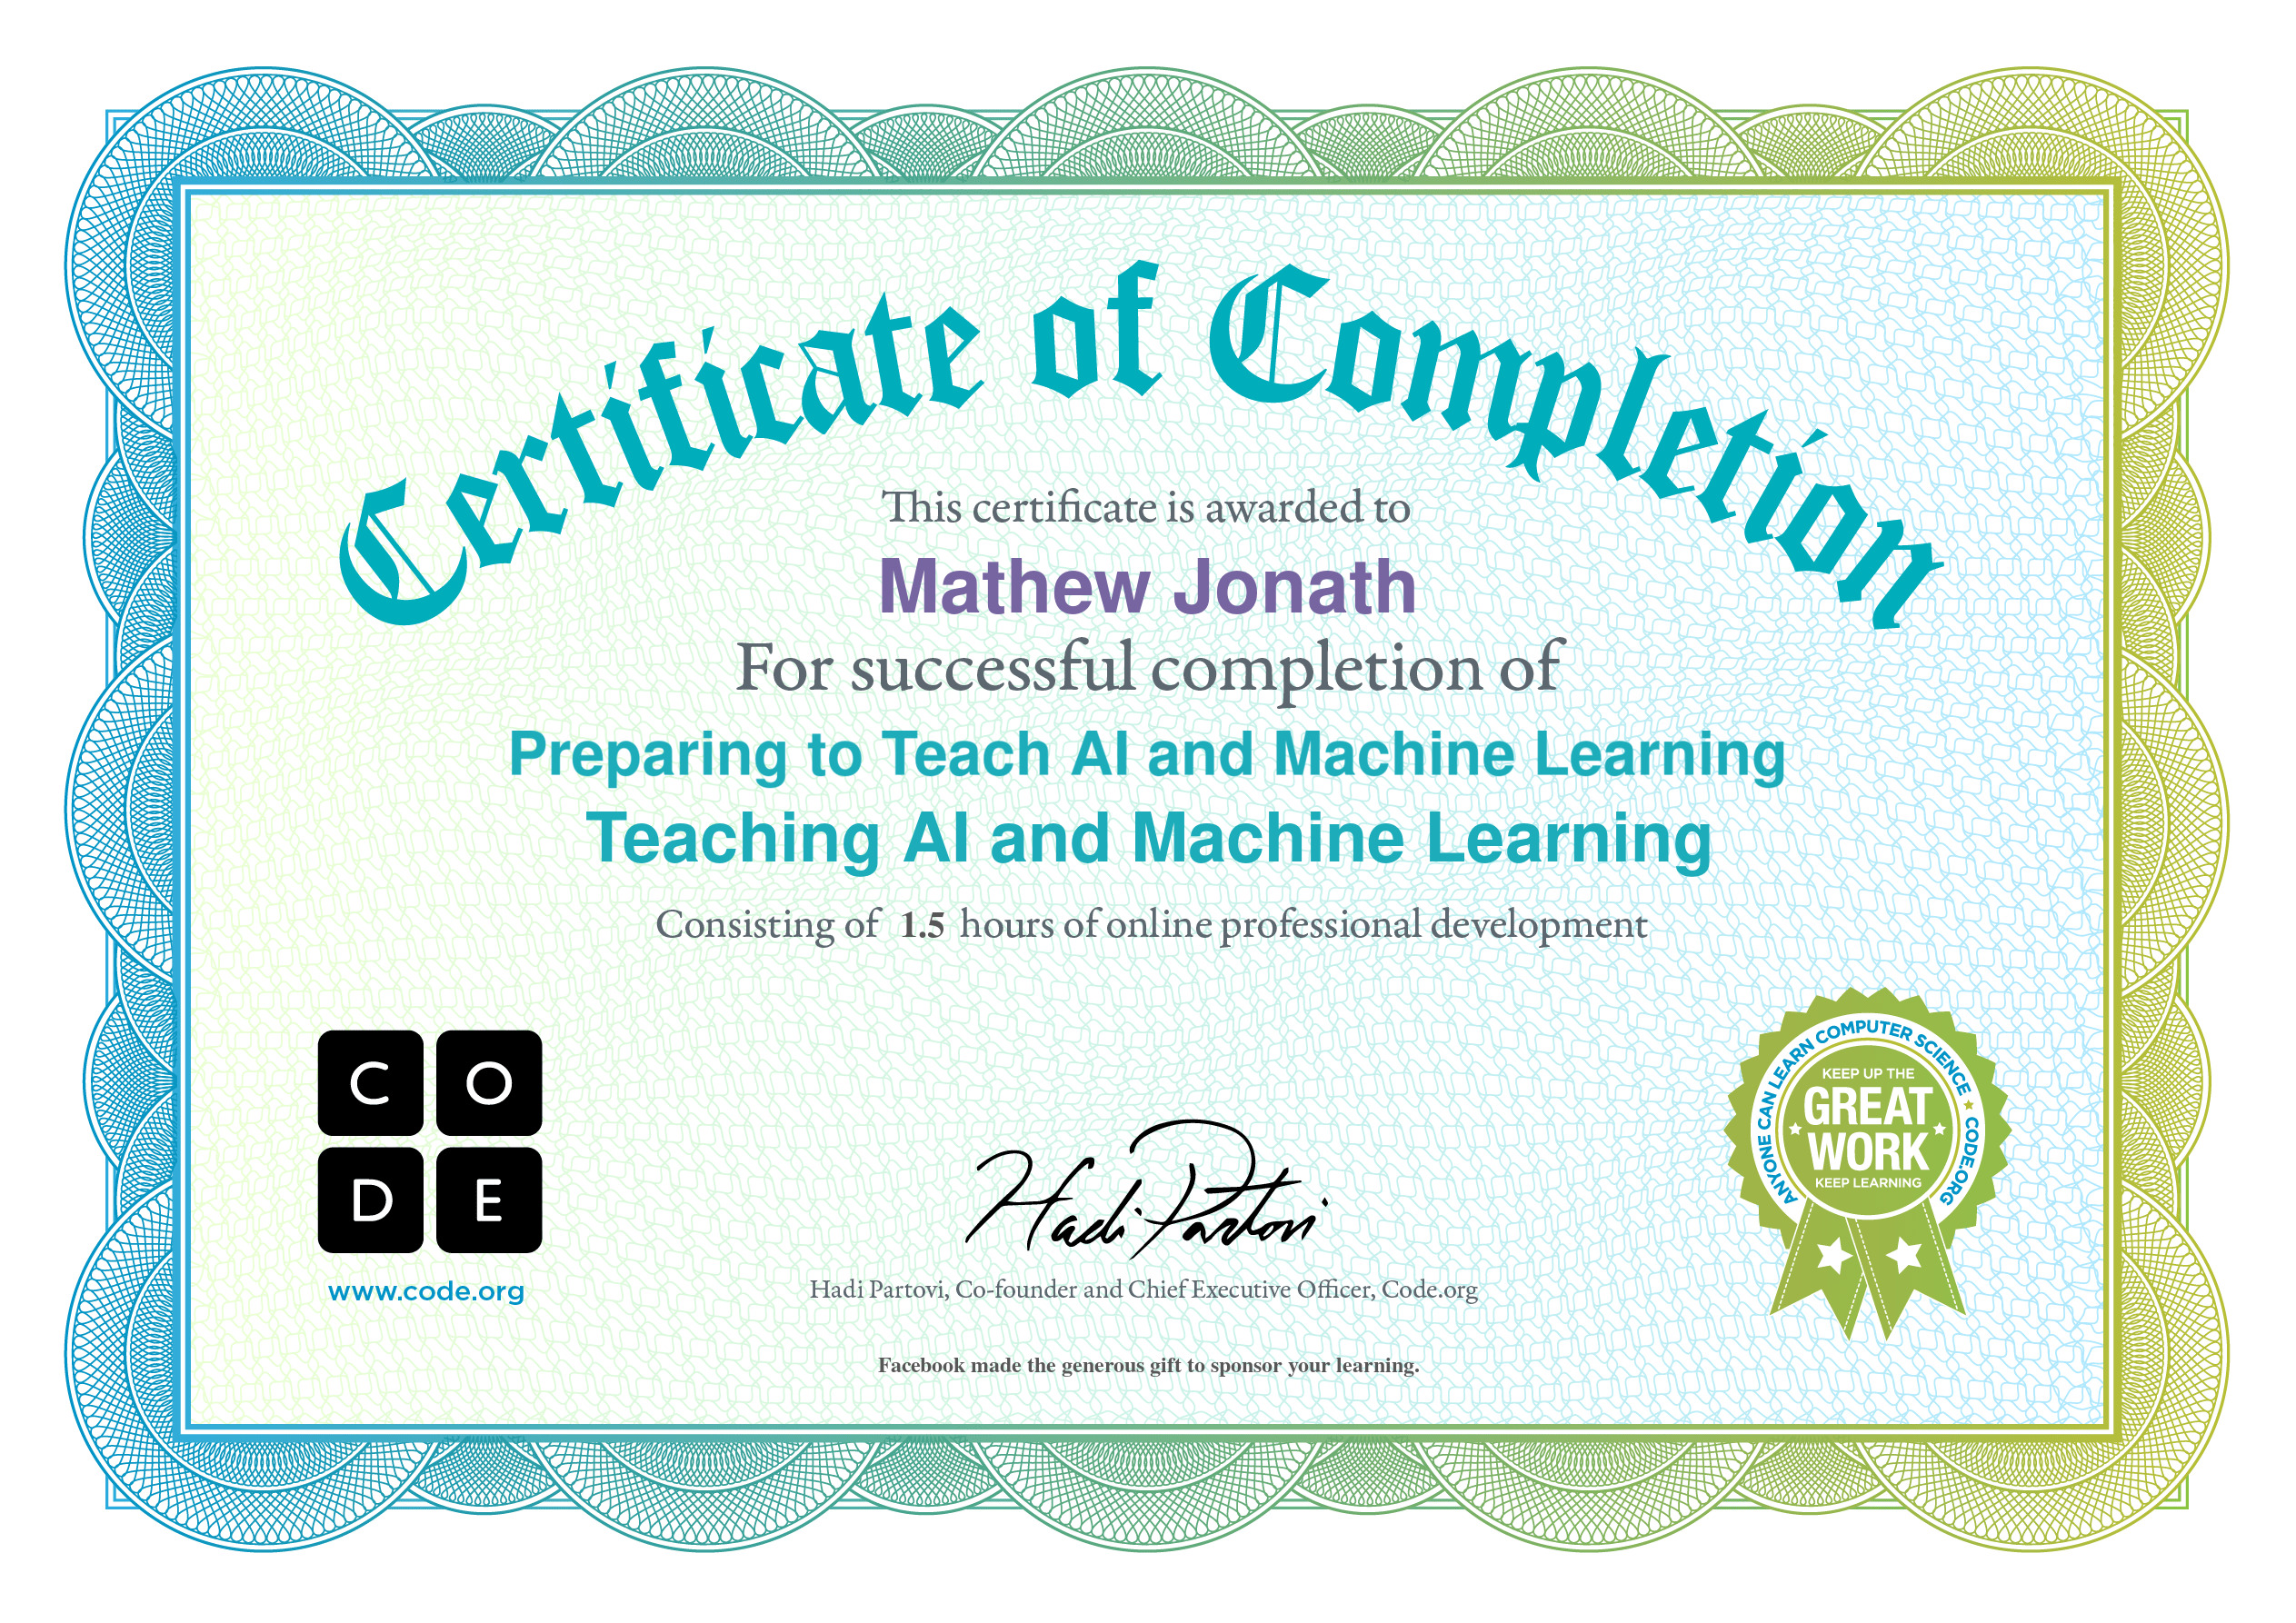 Certificate of Completion
This certificate is awarded to
Mathew Jonath
For successful completion of
Preparing to Teach AI and Machine Learning
Teaching AI and Machine Learning
Consisting of 1.5 hours of online professional development
C O
D E
www.code.org
Hadi Partovi
Hadi Partovi, Co-founder and Chief Executive Officer, Code.org
Facebook made the generous gift to sponsor your learning.
ANYONE CAN LEARN COMPUTER SCIENCE ★ CODE.ORG
KEEP UP THE
GREAT
WORK
KEEP LEARNING